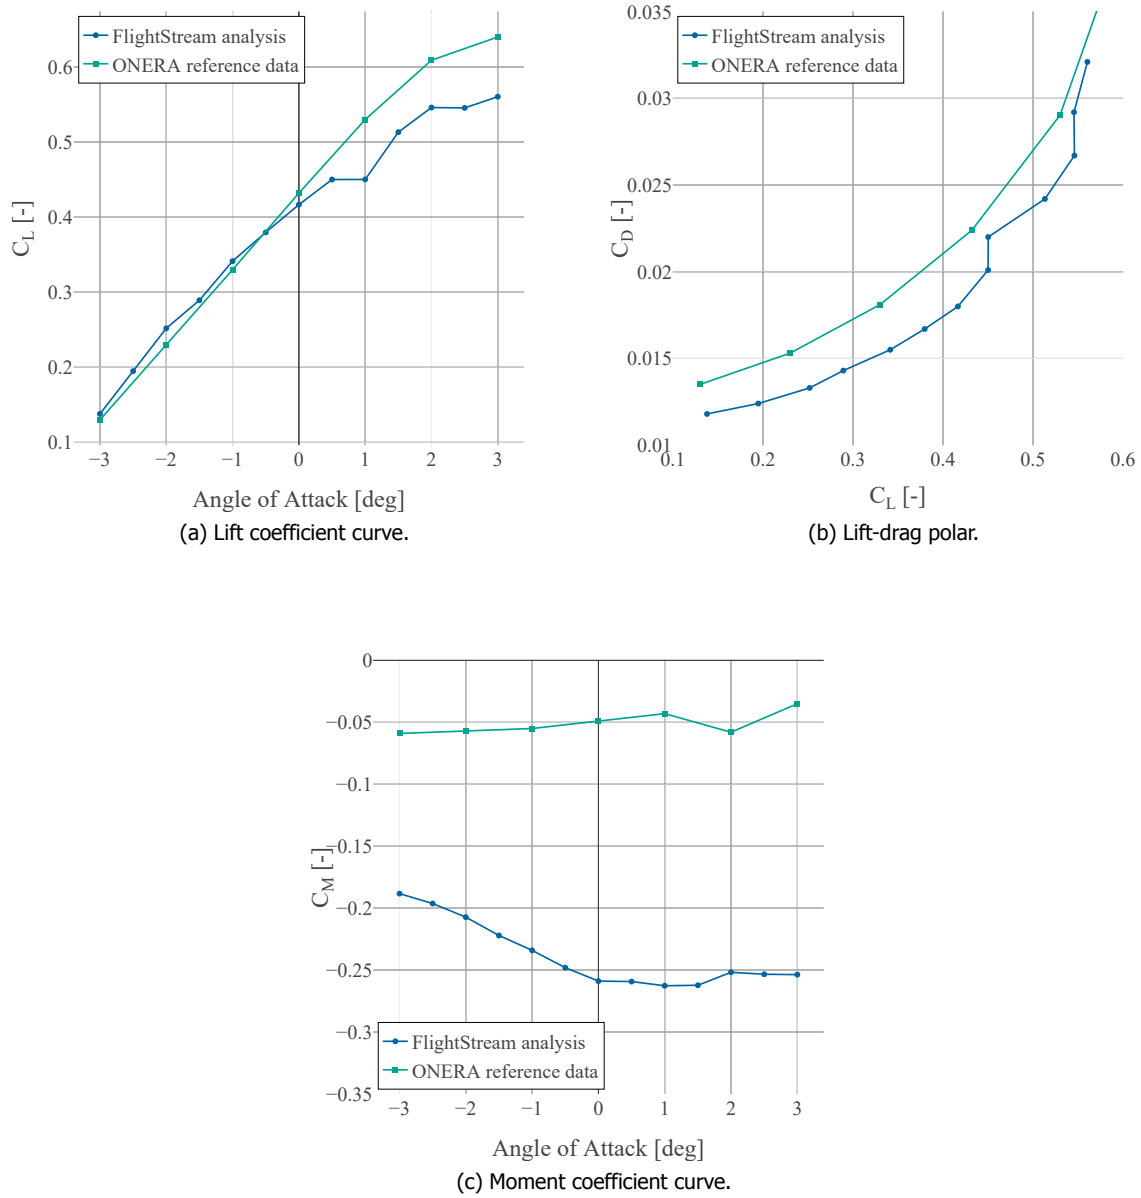 FlightStream analysis
ONERA reference data
0.6
0.5
0.4
0.3
0.2
0.1
C_L [-]
−3 −2 −1 0 1 2 3
Angle of Attack [deg]
(a) Lift coefficient curve.
FlightStream analysis
ONERA reference data
0.035
0.03
0.025
0.02
0.015
0.01
C_D [-]
0.1 0.2 0.3 0.4 0.5 0.6
C_L [-]
(b) Lift-drag polar.
0
−0.05
−0.1
−0.15
−0.2
−0.25
−0.3
−0.35
C_M [-]
FlightStream analysis
ONERA reference data
−3 −2 −1 0 1 2 3
Angle of Attack [deg]
(c) Moment coefficient curve.